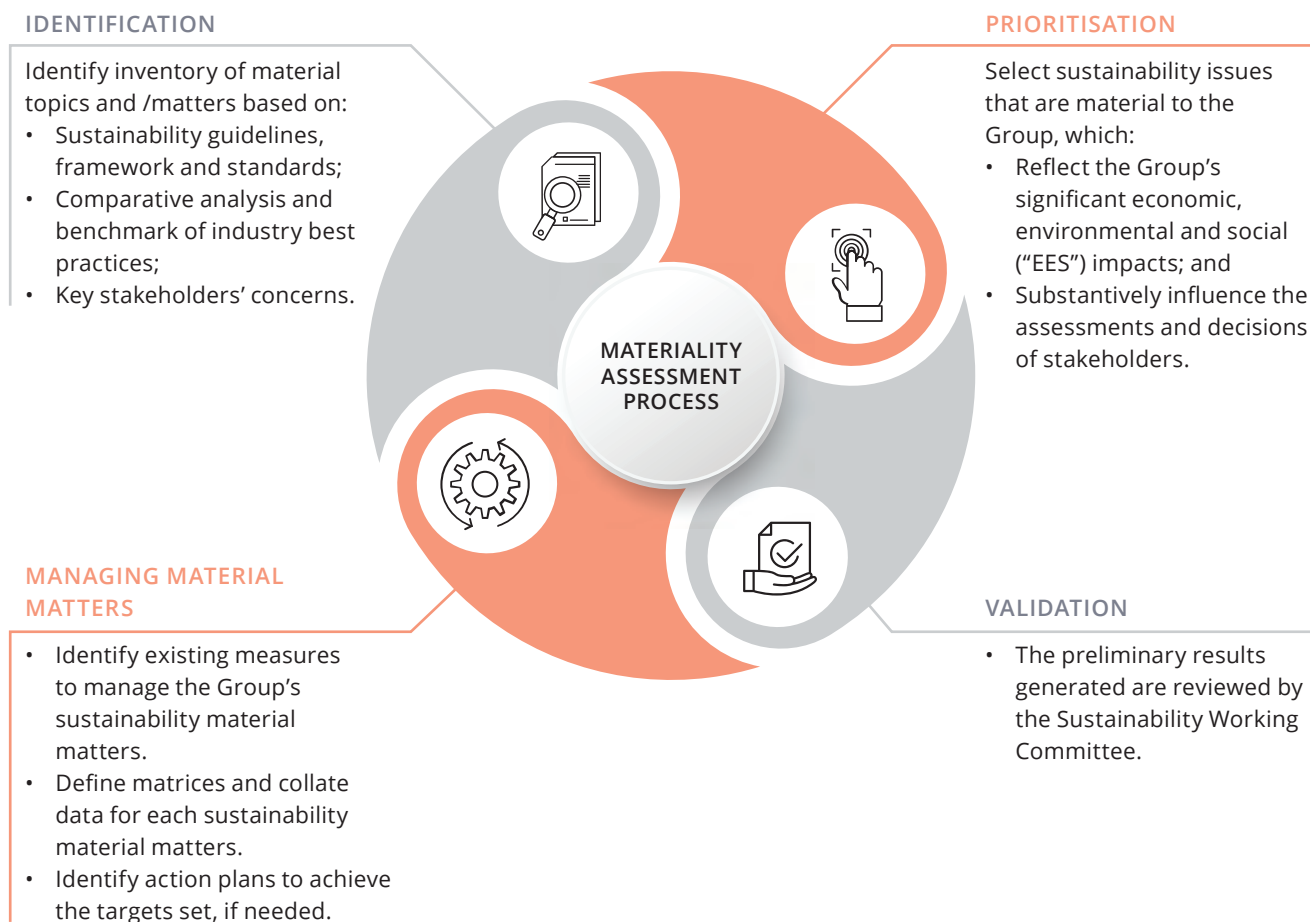 IDENTIFICATION
Identify inventory of material
topics and /matters based on:
• Sustainability guidelines,
framework and standards;
• Comparative analysis and
benchmark of industry best
practices;
• Key stakeholders’ concerns.
PRIORITISATION
Select sustainability issues
that are material to the
Group, which:
• Reflect the Group’s
significant economic,
environmental and social
(“EES”) impacts; and
• Substantively influence the
assessments and decisions
of stakeholders.
MATERIALITY
ASSESSMENT
PROCESS
MANAGING MATERIAL
MATTERS
• Identify existing measures
to manage the Group’s
sustainability material
matters.
• Define matrices and collate
data for each sustainability
material matters.
• Identify action plans to achieve
the targets set, if needed.
VALIDATION
• The preliminary results
generated are reviewed by
the Sustainability Working
Committee.